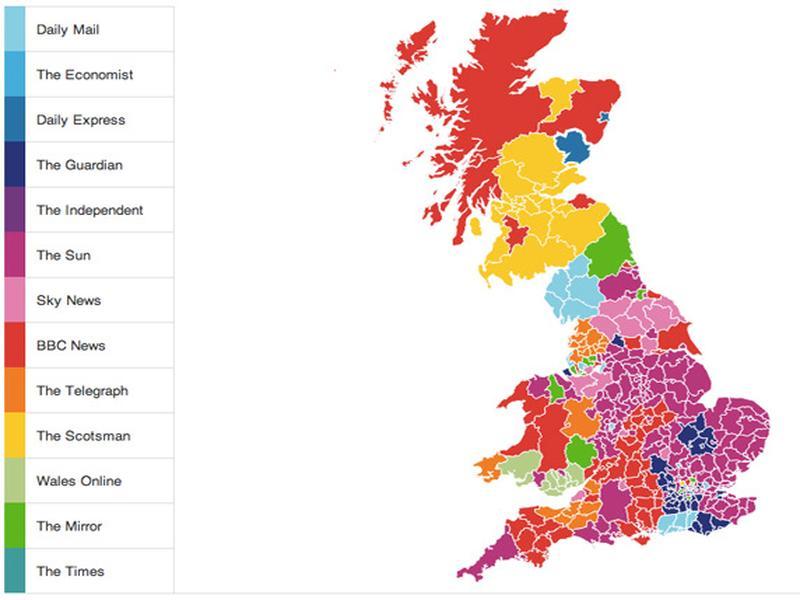 Daily Mail
The Economist
Daily Express
The Guardian
The Independent
The Sun
Sky News
BBC News
The Telegraph
The Scotsman
Wales Online
The Mirror
The Times